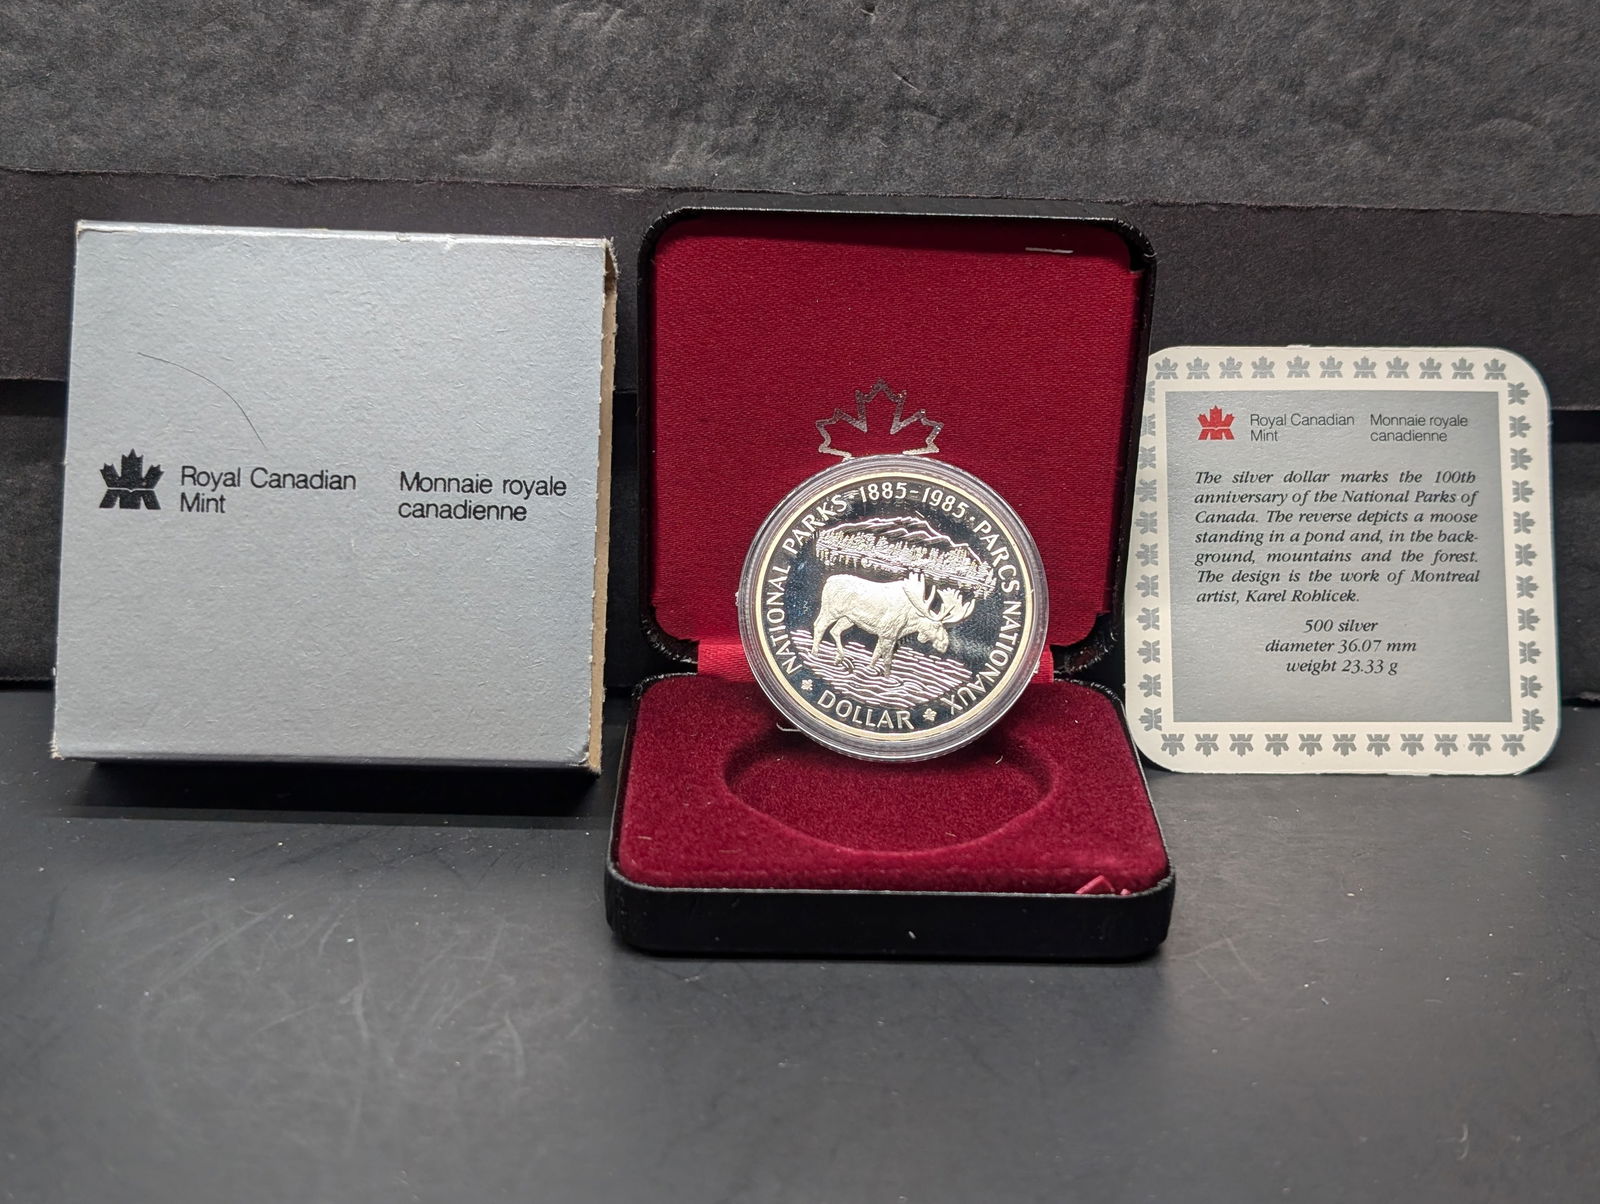 Royal Canadian
Mint
Monnaie royale
canadienne
NATIONAL PARKS·1885-1985·PARCS NATIONAUX
DOLLAR
Royal Canadian
Mint
Monnaie royale
canadienne
The silver dollar marks the 100th
anniversary of the National Parks of
Canada. The reverse depicts a moose
standing in a pond and, in the back-
ground, mountains and the forest.
The design is the work of Montreal
artist, Karel Rohlicek.
500 silver
diameter 36.07 mm
weight 23.33 g